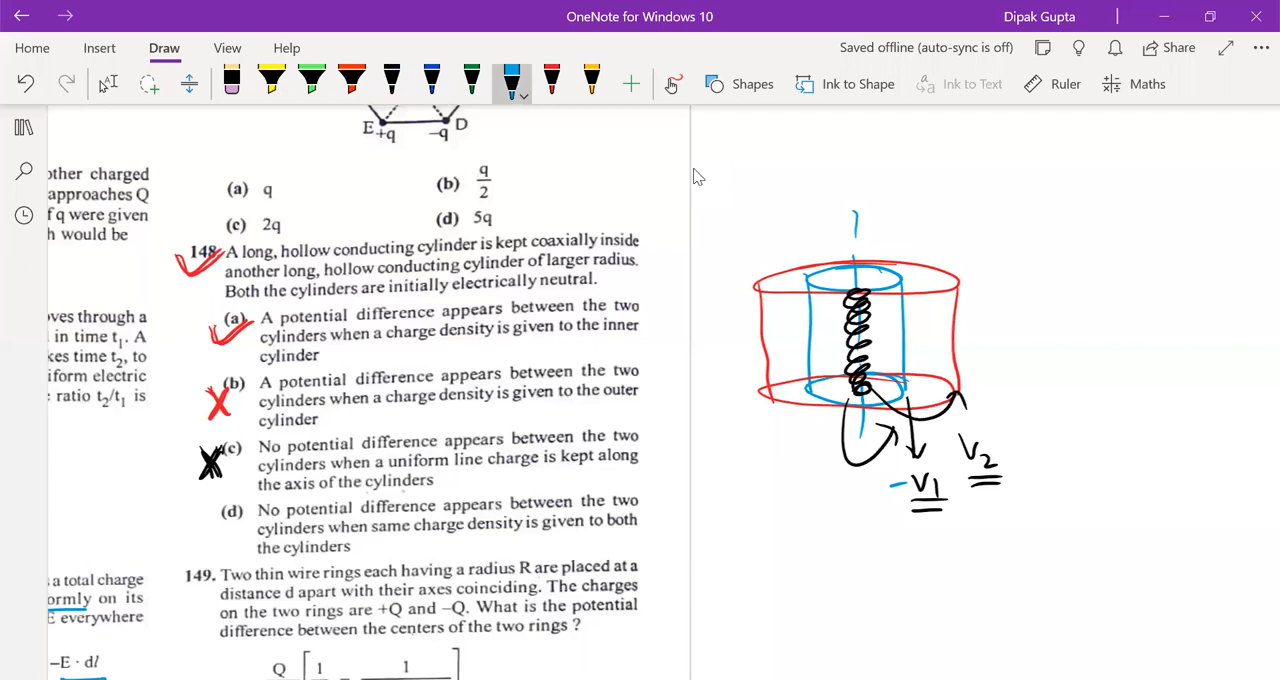 OneNote for Windows 10
Dipak Gupta
Home Insert Draw View Help
Saved offline (auto-sync is off)
Share
Shapes
Ink to Shape
Ink to Text
Ruler
Maths
E +q
−q D
other charged
approaches Q
f q were given
h would be
ves through a
in time t₁. A
kes time t₂, to
iform electric
ratio t₂/t₁ is
a total charge
ormly on its
E everywhere
−E · dl
(a) q
(b) q/2
(c) 2q
(d) 5q
148. A long, hollow conducting cylinder is kept coaxially inside
another long, hollow conducting cylinder of larger radius.
Both the cylinders are initially electrically neutral.
(a) A potential difference appears between the two
cylinders when a charge density is given to the inner
cylinder
(b) A potential difference appears between the two
cylinders when a charge density is given to the outer
cylinder
(c) No potential difference appears between the two
cylinders when a uniform line charge is kept along
the axis of the cylinders
(d) No potential difference appears between the two
cylinders when same charge density is given to both
the cylinders
149. Two thin wire rings each having a radius R are placed at a
distance d apart with their axes coinciding. The charges
on the two rings are +Q and −Q. What is the potential
difference between the centers of the two rings ?
Q [ 1 − 1 ]
V2
- V1